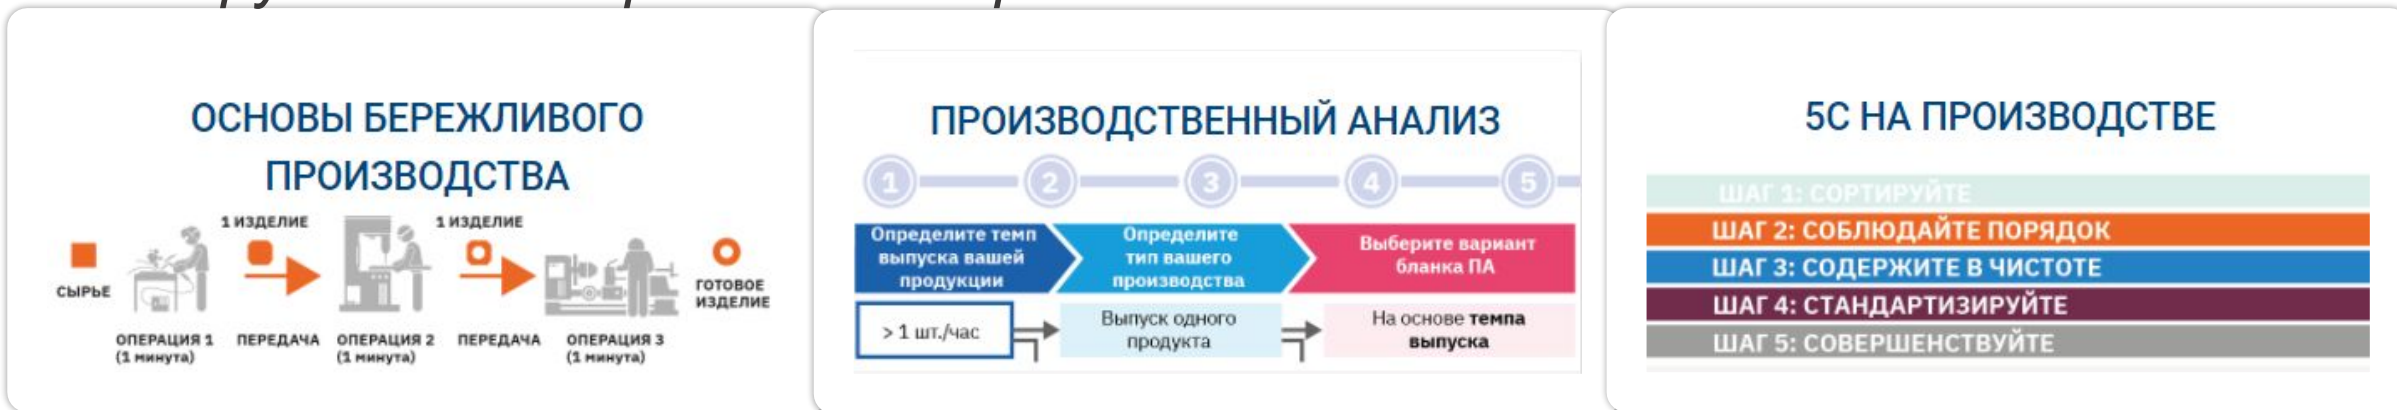 ОСНОВЫ БЕРЕЖЛИВОГО
ПРОИЗВОДСТВА
1 ИЗДЕЛИЕ
1 ИЗДЕЛИЕ
СЫРЬЕ
ГОТОВОЕ
ИЗДЕЛИЕ
ОПЕРАЦИЯ 1
(1 минута)
ПЕРЕДАЧА
ОПЕРАЦИЯ 2
(1 минута)
ПЕРЕДАЧА
ОПЕРАЦИЯ 3
(1 минута)
ПРОИЗВОДСТВЕННЫЙ АНАЛИЗ
1 2 3 4 5
Определите темп
выпуска вашей
продукции
Определите
тип вашего
производства
Выберите вариант
бланка ПА
> 1 шт./час
Выпуск одного
продукта
На основе темпа
выпуска
5С НА ПРОИЗВОДСТВЕ
ШАГ 1: СОРТИРУЙТЕ
ШАГ 2: СОБЛЮДАЙТЕ ПОРЯДОК
ШАГ 3: СОДЕРЖИТЕ В ЧИСТОТЕ
ШАГ 4: СТАНДАРТИЗИРУЙТЕ
ШАГ 5: СОВЕРШЕНСТВУЙТЕ